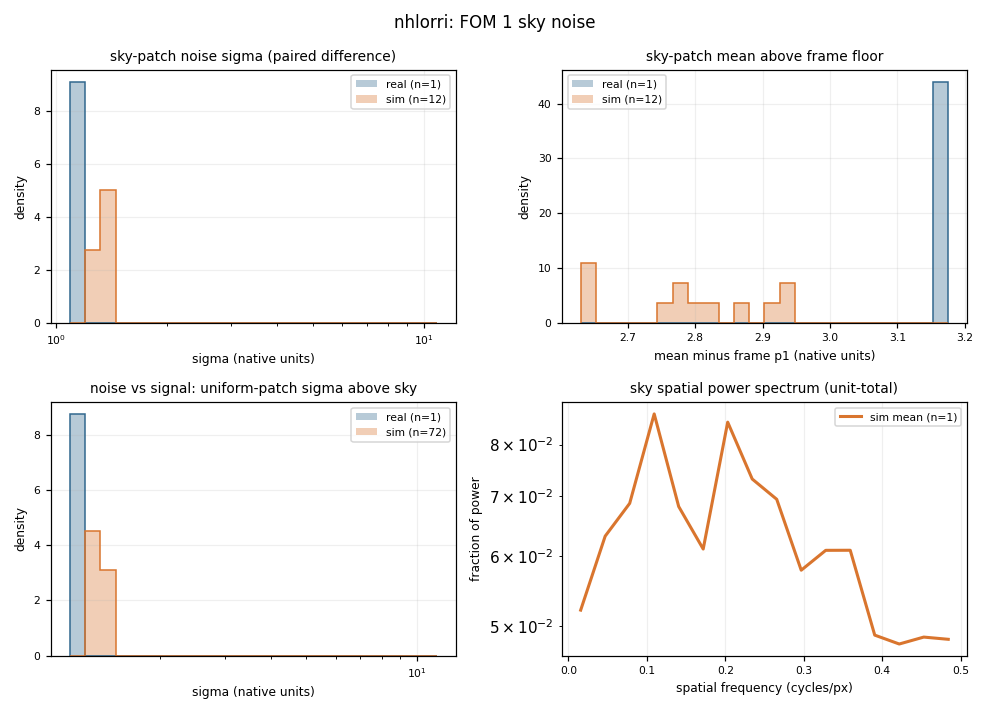 nhlorri: FOM 1 sky noise
sky-patch noise sigma (paired difference)
real (n=1)
sim (n=12)
density
8
6
4
2
0
10⁰
10¹
sigma (native units)
sky-patch mean above frame floor
real (n=1)
sim (n=12)
density
40
30
20
10
0
2.7
2.8
2.9
3.0
3.1
3.2
mean minus frame p1 (native units)
noise vs signal: uniform-patch sigma above sky
real (n=1)
sim (n=72)
density
8
6
4
2
0
10¹
sigma (native units)
sky spatial power spectrum (unit-total)
sim mean (n=1)
fraction of power
8 × 10⁻²
7 × 10⁻²
6 × 10⁻²
5 × 10⁻²
0.0
0.1
0.2
0.3
0.4
0.5
spatial frequency (cycles/px)